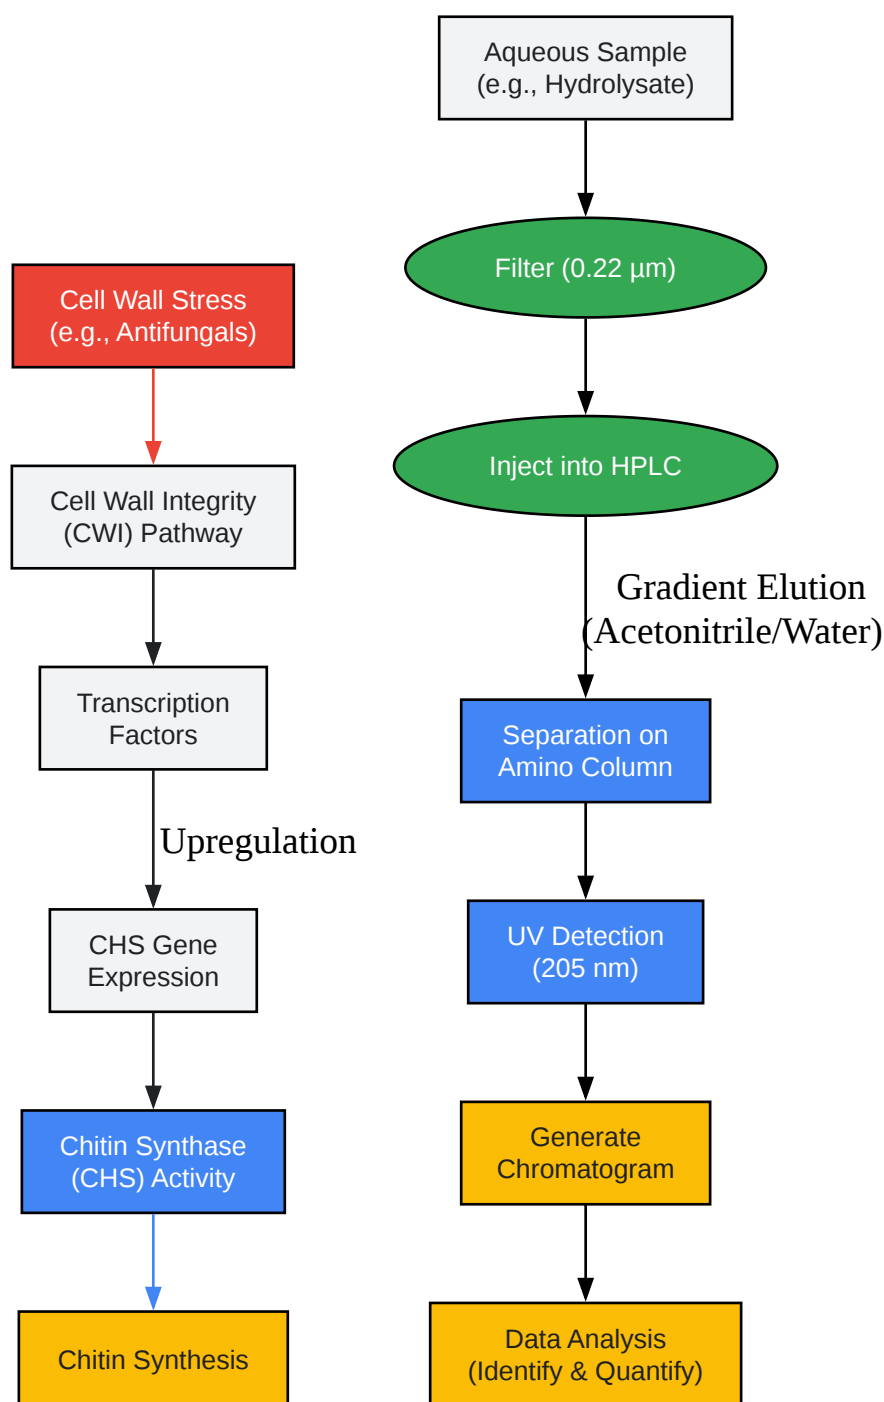 Cell Wall Stress
(e.g., Antifungals)
Cell Wall Integrity
(CWI) Pathway
Transcription
Factors
Upregulation
CHS Gene
Expression
Chitin Synthase
(CHS) Activity
Chitin Synthesis
Aqueous Sample
(e.g., Hydrolysate)
Filter (0.22 µm)
Inject into HPLC
Gradient Elution
(Acetonitrile/Water)
Separation on
Amino Column
UV Detection
(205 nm)
Generate
Chromatogram
Data Analysis
(Identify & Quantify)